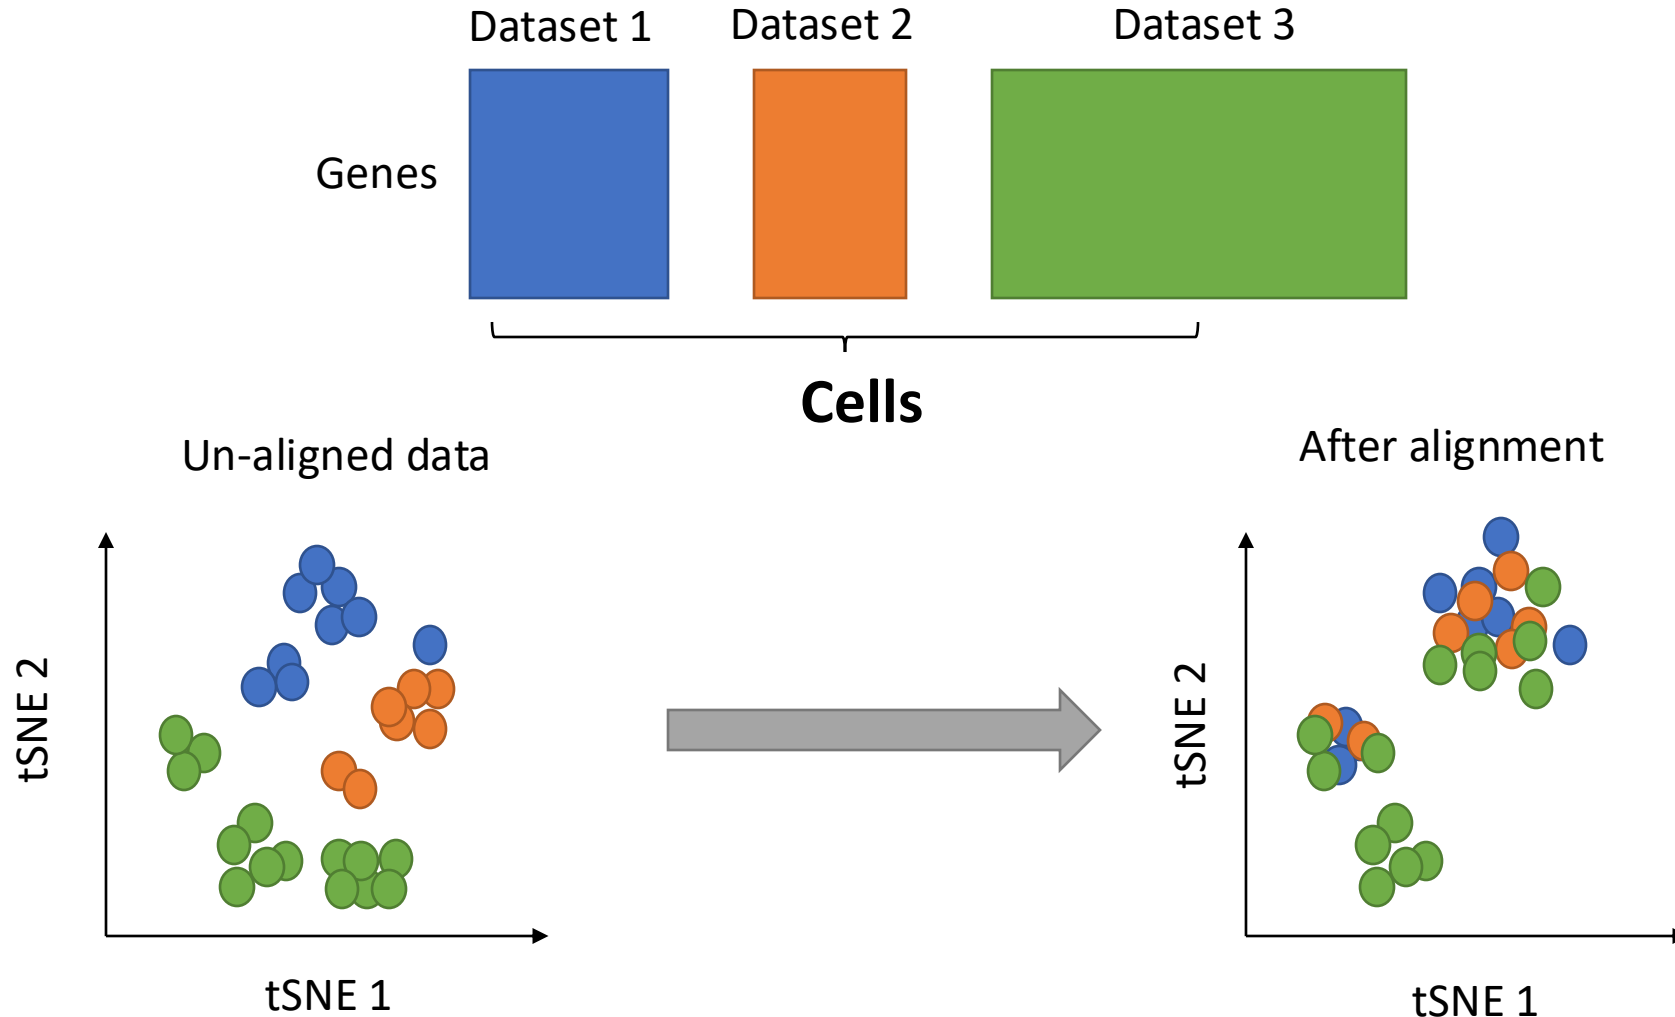 Dataset 1
Dataset 2
Dataset 3
Genes
Cells
Un-aligned data
After alignment
tSNE 2
tSNE 1
tSNE 2
tSNE 1